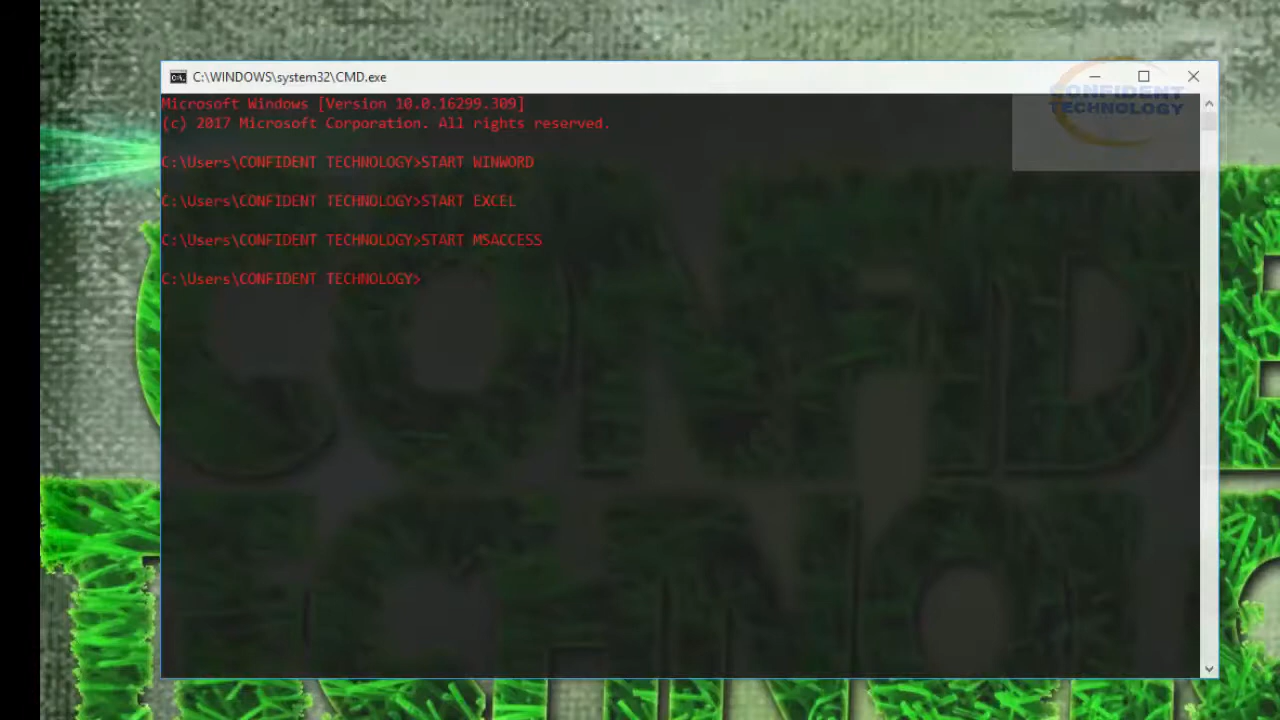 C:\WINDOWS\system32\CMD.exe
CONFIDENT
TECHNOLOGY
Microsoft Windows [Version 10.0.16299.309]
(c) 2017 Microsoft Corporation. All rights reserved.
C:\Users\CONFIDENT TECHNOLOGY>START WINWORD
C:\Users\CONFIDENT TECHNOLOGY>START EXCEL
C:\Users\CONFIDENT TECHNOLOGY>START MSACCESS
C:\Users\CONFIDENT TECHNOLOGY>